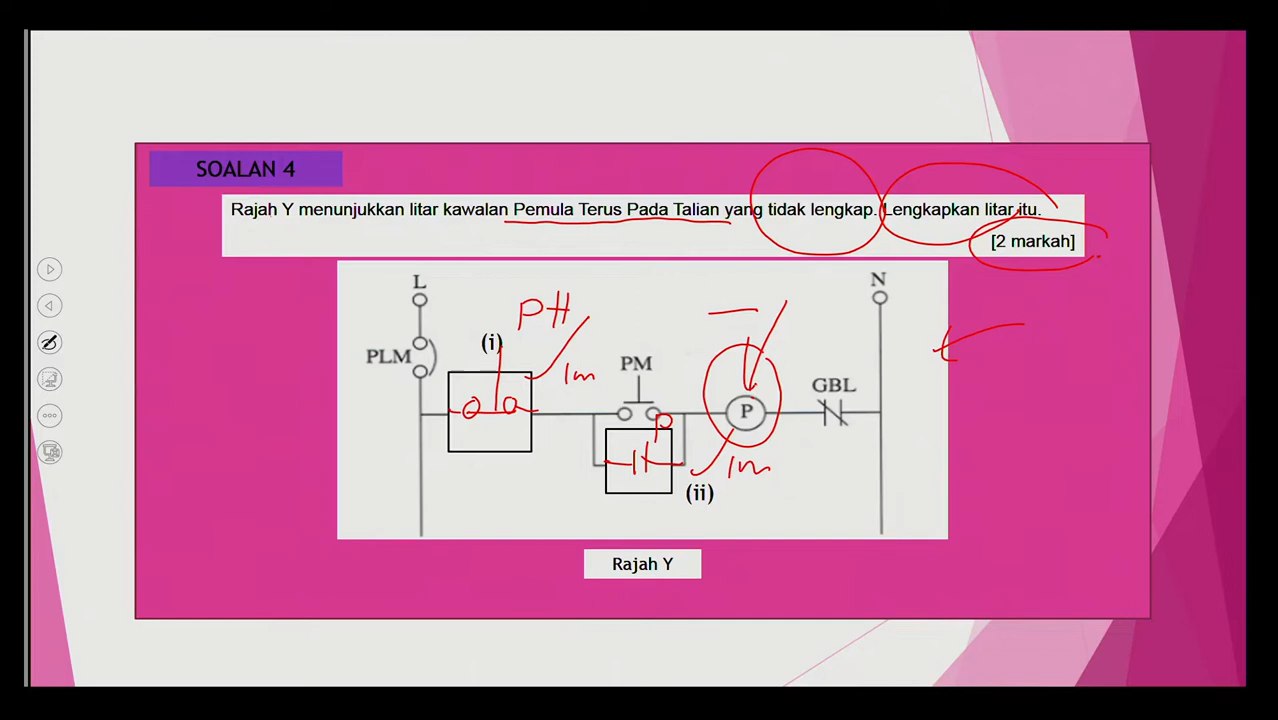 SOALAN 4
Rajah Y menunjukkan litar kawalan Pemula Terus Pada Talian yang tidak lengkap. Lengkapkan litar itu.
[2 markah]
L
N
PH
(i)
PLM
PM
1m
GBL
P
P
1m
(ii)
Rajah Y